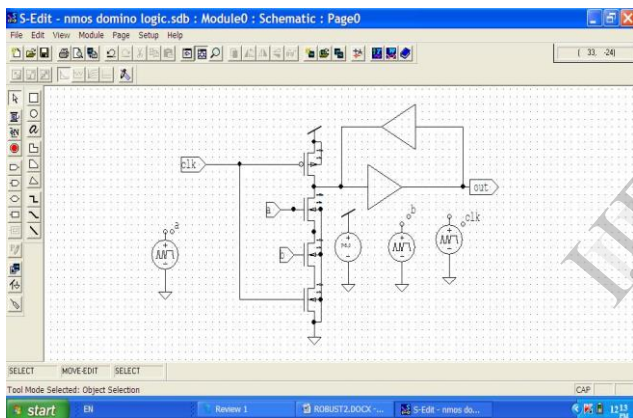 S-Edit - nmos domino logic.sdb : Module0 : Schematic : Page0
File Edit View Module Page Setup Help
( 33, -24)
clk
out
a
b
a
b
clk
SELECT MOVE-EDIT SELECT
Tool Mode Selected: Object Selection
CAP
start
EN
Review 1
ROBUST2.DOCX -...
S-Edit - nmos do...